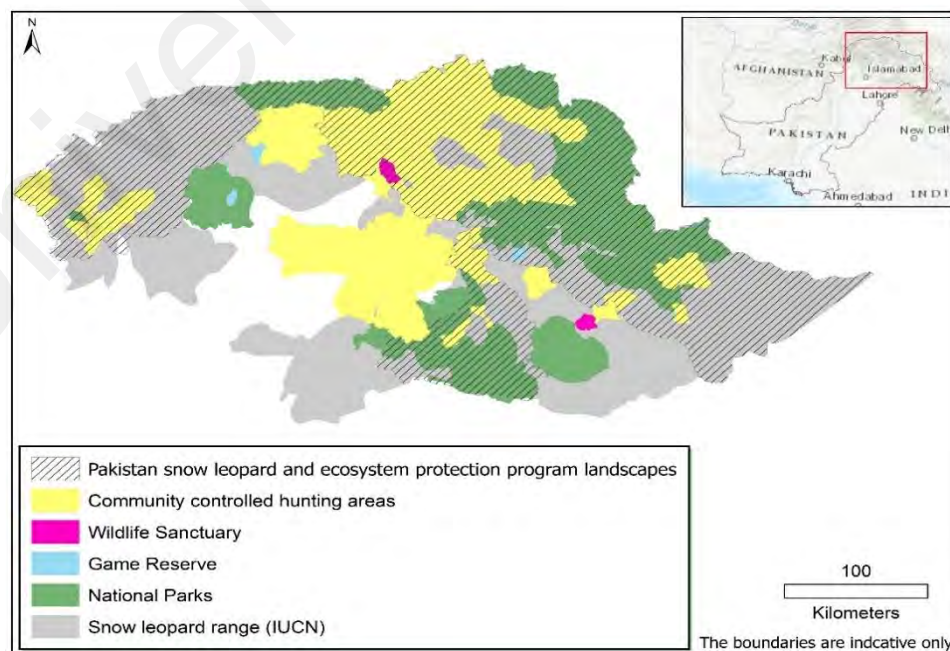 N
Kabul
AFGHANISTAN
Islamabad
Lahore
PAKISTAN
New Delhi
Karachi
Ahmedabad
INDI
Pakistan snow leopard and ecosystem protection program landscapes
Community controlled hunting areas
Wildlife Sanctuary
Game Reserve
National Parks
Snow leopard range (IUCN)
100
Kilometers
The boundaries are indcative only